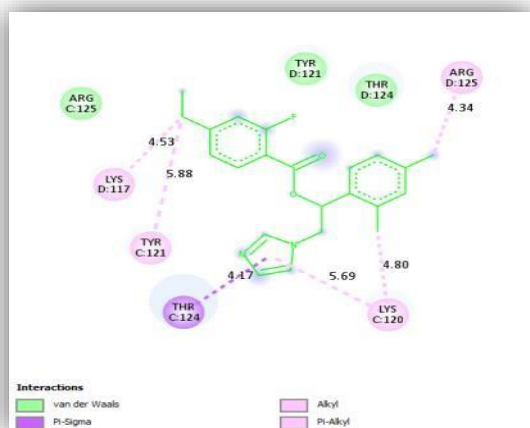 TYR
D:121
ARG
D:125
THR
D:124
ARG
C:125
4.34
F
4.53
LYS
D:117
5.88
O
O
TYR
C:121
N
N
4.80
4.17
5.69
THR
C:124
LYS
C:120
Interactions
van der Waals
Alkyl
Pi-Sigma
Pi-Alkyl